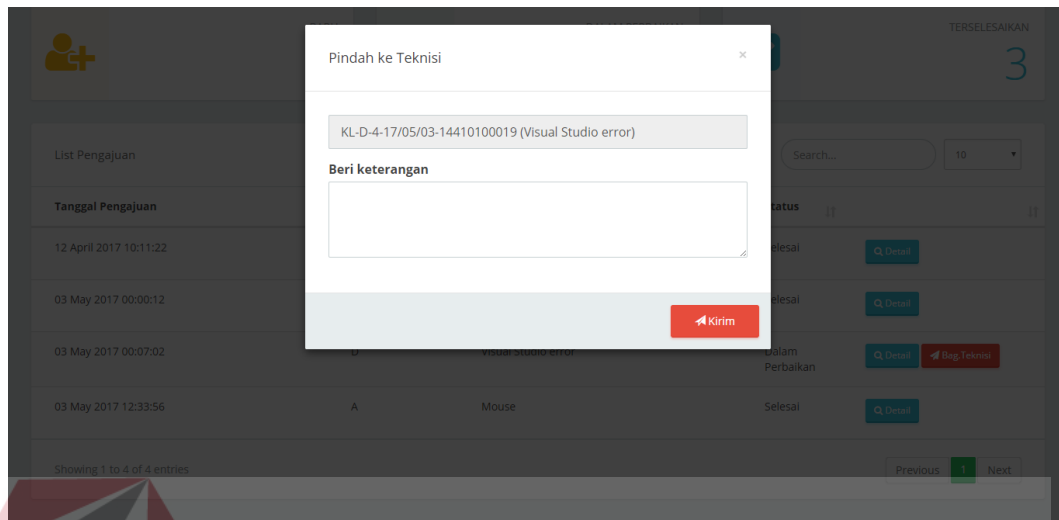 TERSELESAIKAN
3
Pindah ke Teknisi
×
KL-D-4-17/05/03-14410100019 (Visual Studio error)
Beri keterangan
Kirim
List Pengajuan
Search...
10
Tanggal Pengajuan
tatus
12 April 2017 10:11:22
elesai
Detail
03 May 2017 00:00:12
elesai
Detail
03 May 2017 00:07:02
D
Visual Studio error
Dalam
Perbaikan
Detail
Bag.Teknisi
03 May 2017 12:33:56
A
Mouse
Selesai
Detail
Showing 1 to 4 of 4 entries
Previous
1
Next